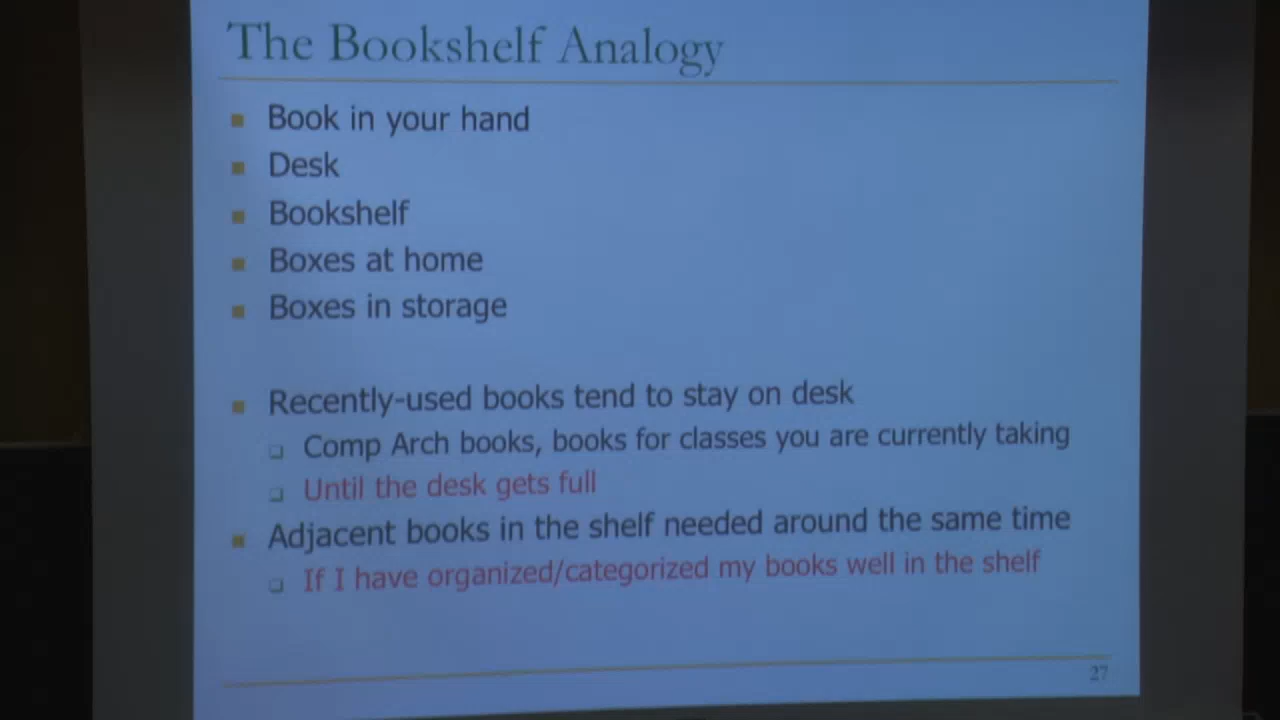 The Bookshelf Analogy
Book in your hand
Desk
Bookshelf
Boxes at home
Boxes in storage
Recently-used books tend to stay on desk
Comp Arch books, books for classes you are currently taking
Until the desk gets full
Adjacent books in the shelf needed around the same time
If I have organized/categorized my books well in the shelf
27